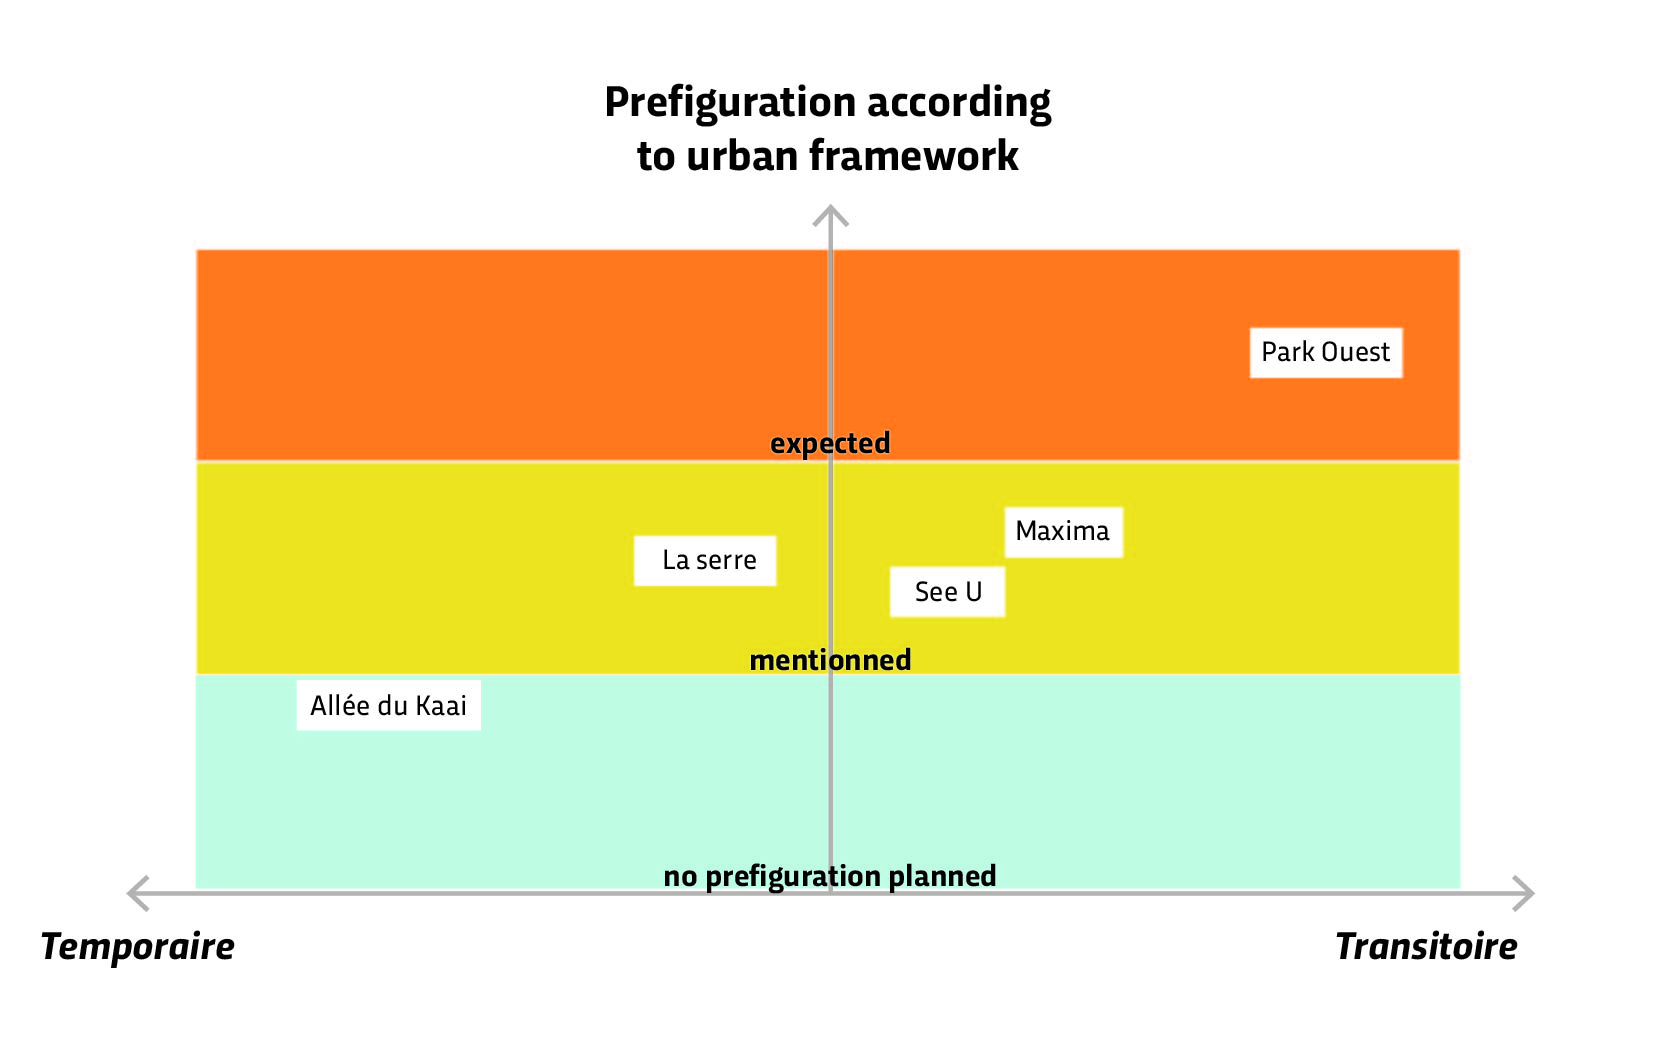 Prefiguration according
to urban framework
Park Ouest
expected
Maxima
La serre
See U
mentionned
Allée du Kaai
no prefiguration planned
Temporaire
Transitoire